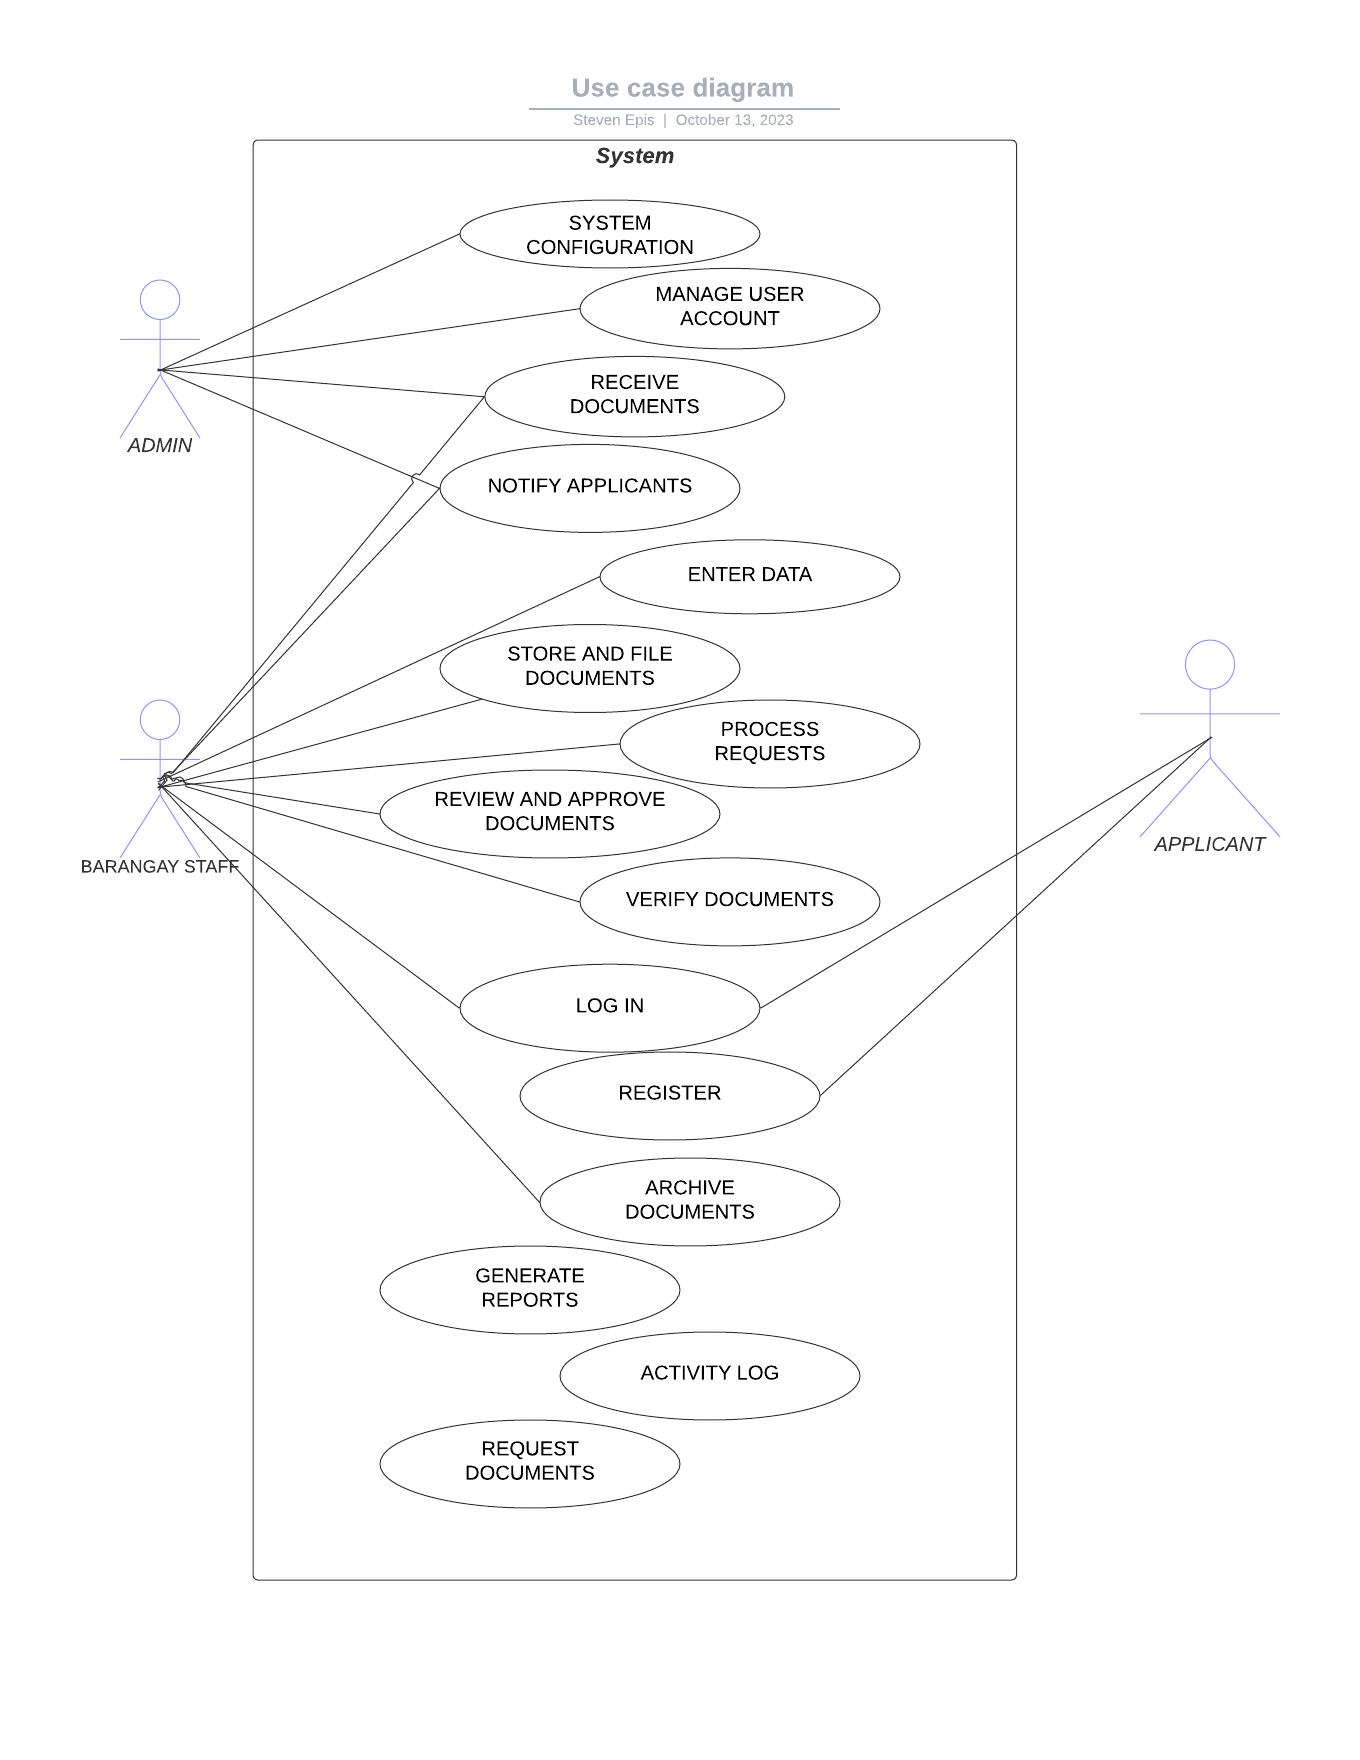 Use case diagram
Steven Epis | October 13, 2023
System
SYSTEM
CONFIGURATION
MANAGE USER
ACCOUNT
RECEIVE
DOCUMENTS
ADMIN
NOTIFY APPLICANTS
ENTER DATA
STORE AND FILE
DOCUMENTS
PROCESS
REQUESTS
REVIEW AND APPROVE
DOCUMENTS
APPLICANT
BARANGAY STAFF
VERIFY DOCUMENTS
LOG IN
REGISTER
ARCHIVE
DOCUMENTS
GENERATE
REPORTS
ACTIVITY LOG
REQUEST
DOCUMENTS